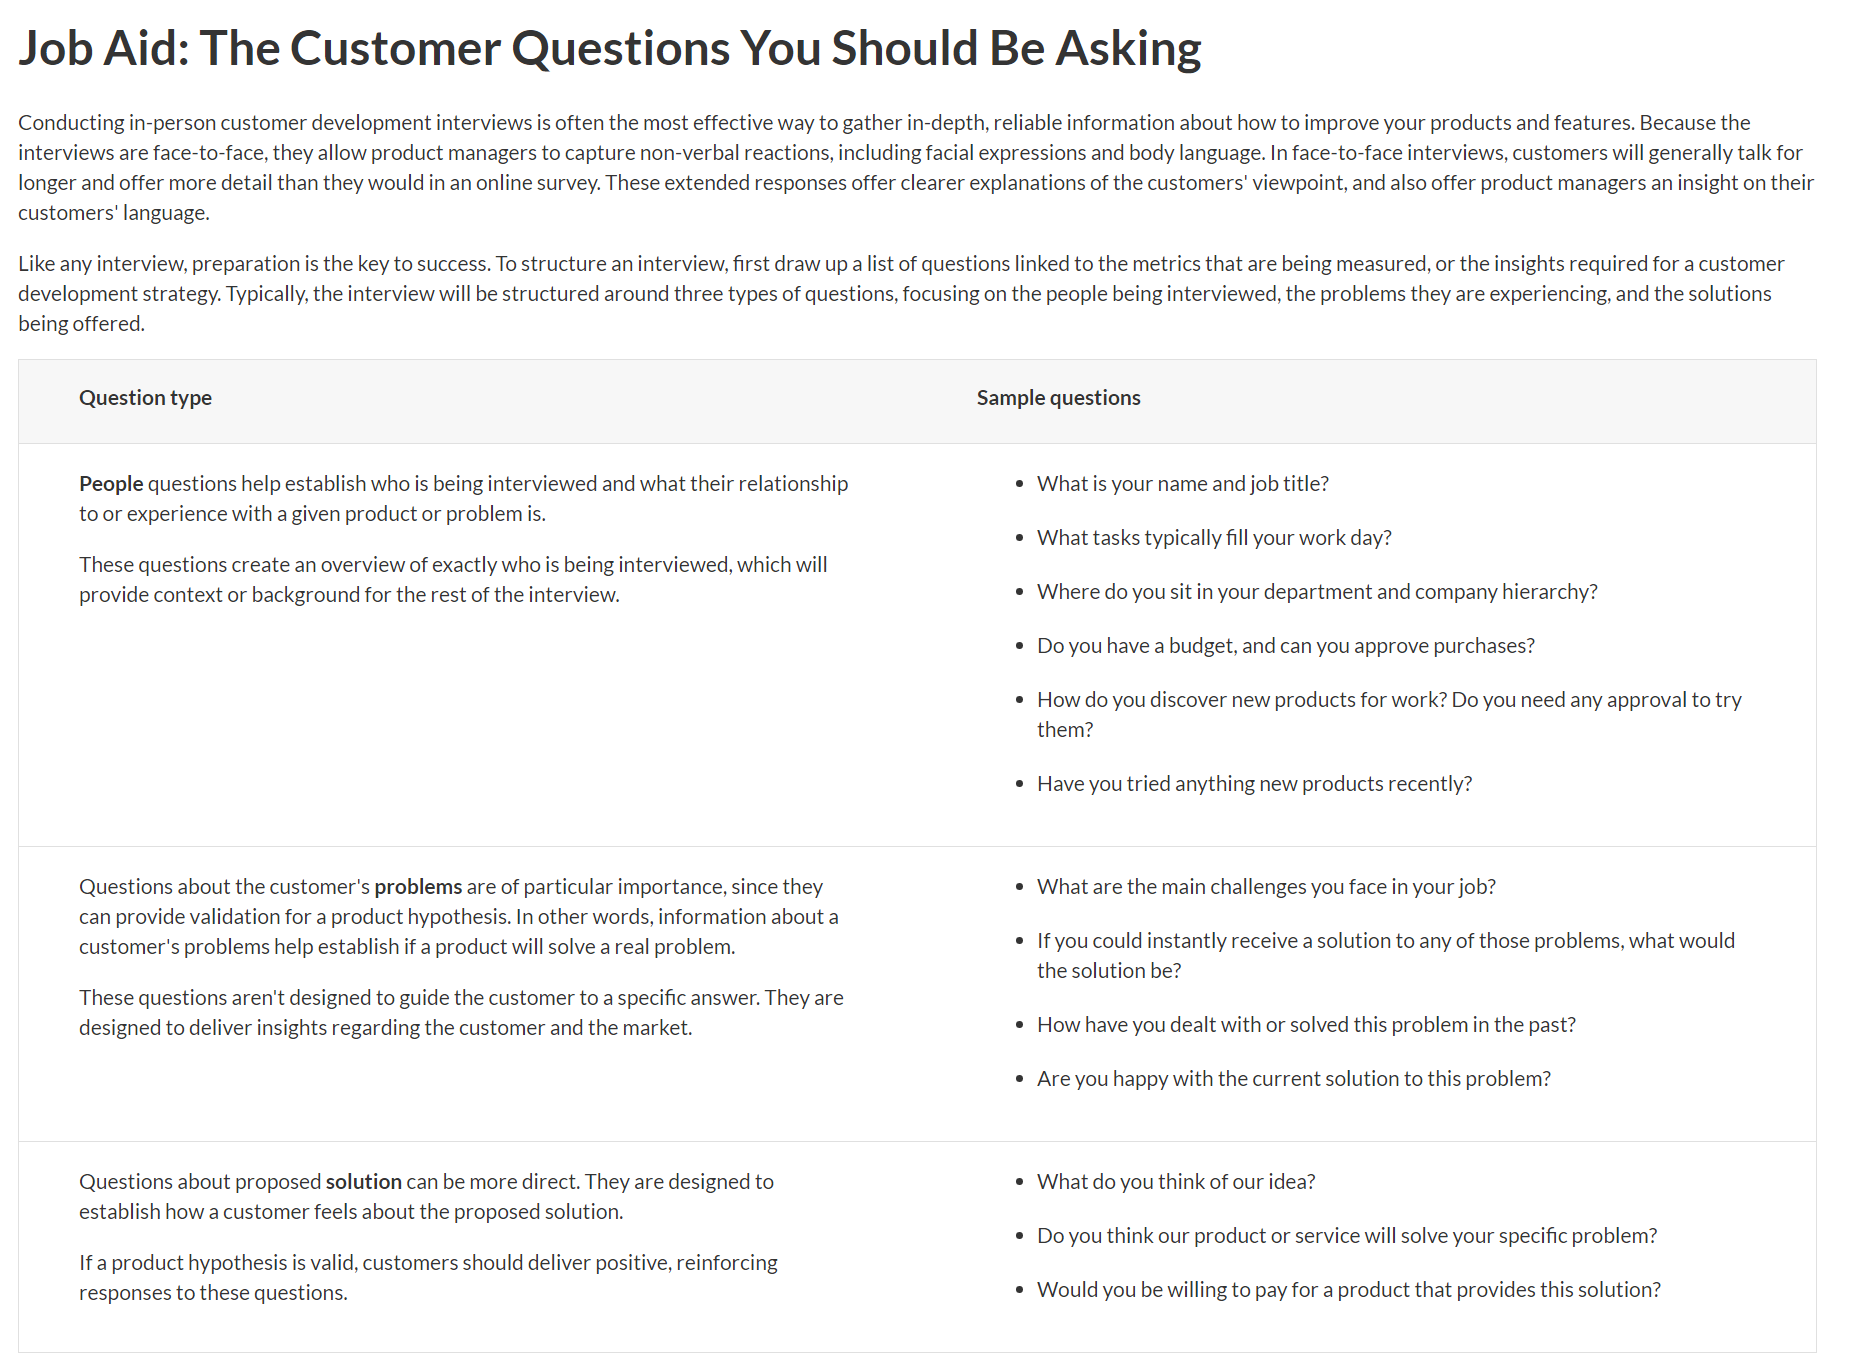 Job Aid: The Customer Questions You Should Be Asking
Conducting in-person customer development interviews is often the most effective way to gather in-depth, reliable information about how to improve your products and features. Because the
interviews are face-to-face, they allow product managers to capture non-verbal reactions, including facial expressions and body language. In face-to-face interviews, customers will generally talk for
longer and offer more detail than they would in an online survey. These extended responses offer clearer explanations of the customers' viewpoint, and also offer product managers an insight on their
customers' language.
Like any interview, preparation is the key to success. To structure an interview, first draw up a list of questions linked to the metrics that are being measured, or the insights required for a customer
development strategy. Typically, the interview will be structured around three types of questions, focusing on the people being interviewed, the problems they are experiencing, and the solutions
being offered.
Question type
Sample questions
People questions help establish who is being interviewed and what their relationship
to or experience with a given product or problem is.
These questions create an overview of exactly who is being interviewed, which will
provide context or background for the rest of the interview.
• What is your name and job title?
• What tasks typically fill your work day?
• Where do you sit in your department and company hierarchy?
• Do you have a budget, and can you approve purchases?
• How do you discover new products for work? Do you need any approval to try
them?
• Have you tried anything new products recently?
Questions about the customer's problems are of particular importance, since they
can provide validation for a product hypothesis. In other words, information about a
customer's problems help establish if a product will solve a real problem.
These questions aren't designed to guide the customer to a specific answer. They are
designed to deliver insights regarding the customer and the market.
• What are the main challenges you face in your job?
• If you could instantly receive a solution to any of those problems, what would
the solution be?
• How have you dealt with or solved this problem in the past?
• Are you happy with the current solution to this problem?
Questions about proposed solution can be more direct. They are designed to
establish how a customer feels about the proposed solution.
If a product hypothesis is valid, customers should deliver positive, reinforcing
responses to these questions.
• What do you think of our idea?
• Do you think our product or service will solve your specific problem?
• Would you be willing to pay for a product that provides this solution?